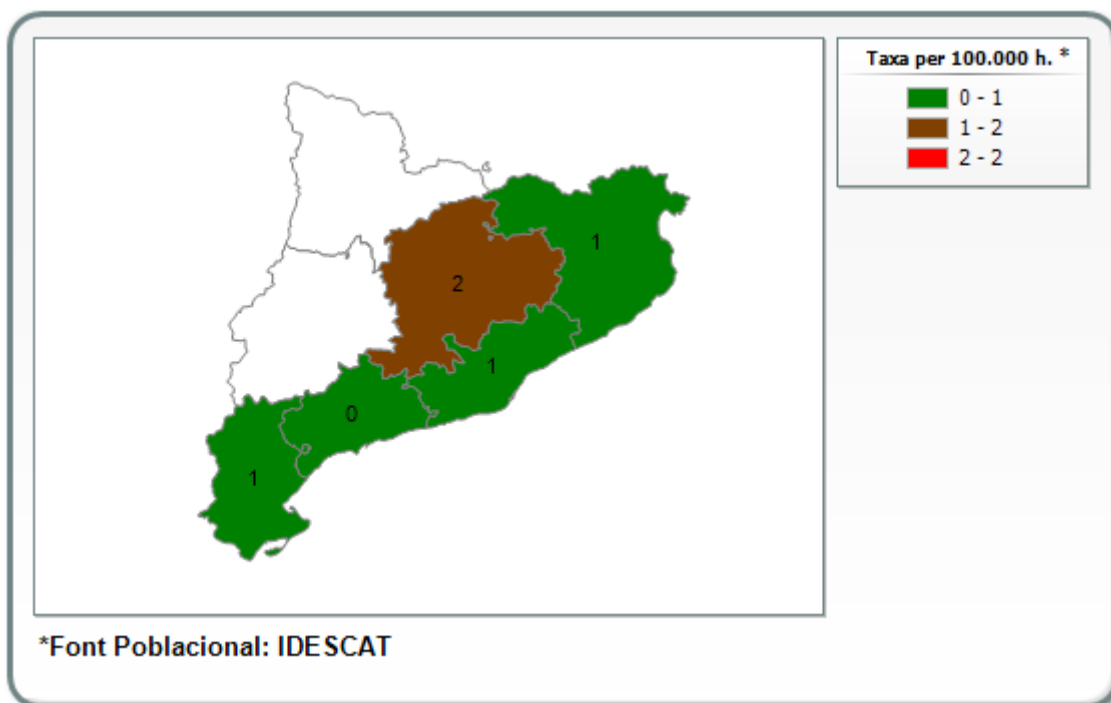 Taxa per 100.000 h. *
0 - 1
1 - 2
2 - 2
1
2
1
0
1
*Font Poblacional: IDESCAT